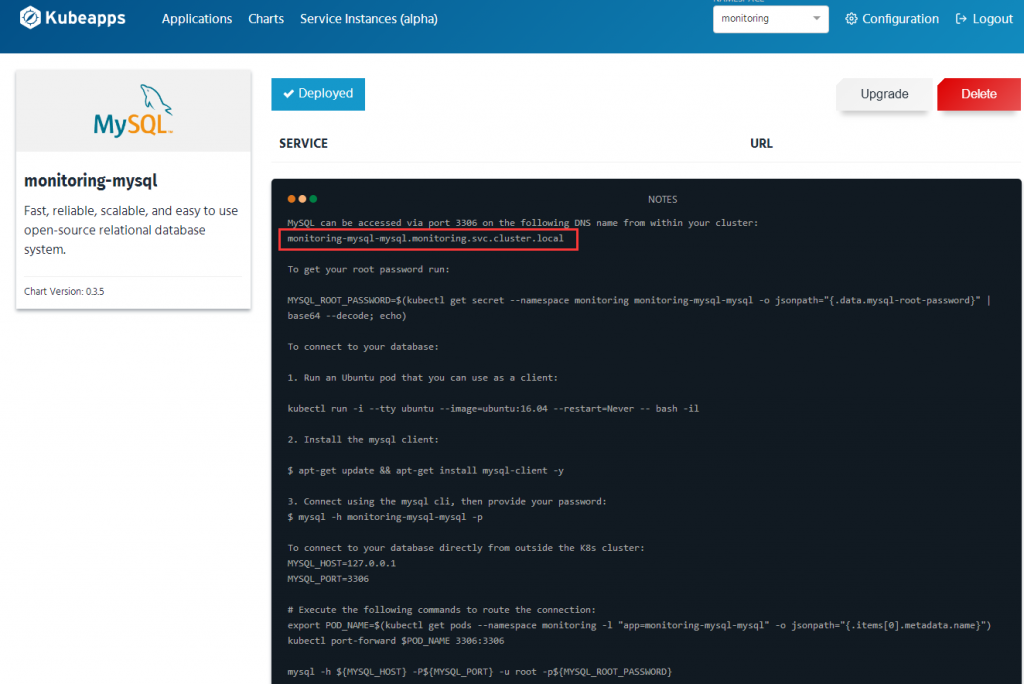 Kubeapps
Applications
Charts
Service Instances (alpha)
NAMESPACE
monitoring
Configuration
Logout
MySQL™
monitoring-mysql
Fast, reliable, scalable, and easy to use
open-source relational database
system.
Chart Version: 0.3.5
Deployed
Upgrade
Delete
SERVICE
URL
NOTES
MySQL can be accessed via port 3306 on the following DNS name from within your cluster:
monitoring-mysql-mysql.monitoring.svc.cluster.local
To get your root password run:
MYSQL_ROOT_PASSWORD=$(kubectl get secret --namespace monitoring monitoring-mysql-mysql -o jsonpath="{.data.mysql-root-password}" |
base64 --decode; echo)
To connect to your database:
1. Run an Ubuntu pod that you can use as a client:
kubectl run -i --tty ubuntu --image=ubuntu:16.04 --restart=Never -- bash -il
2. Install the mysql client:
$ apt-get update && apt-get install mysql-client -y
3. Connect using the mysql cli, then provide your password:
$ mysql -h monitoring-mysql-mysql -p
To connect to your database directly from outside the K8s cluster:
MYSQL_HOST=127.0.0.1
MYSQL_PORT=3306
# Execute the following commands to route the connection:
export POD_NAME=$(kubectl get pods --namespace monitoring -l "app=monitoring-mysql-mysql" -o jsonpath="{.items[0].metadata.name}")
kubectl port-forward $POD_NAME 3306:3306
mysql -h ${MYSQL_HOST} -P${MYSQL_PORT} -u root -p${MYSQL_ROOT_PASSWORD}